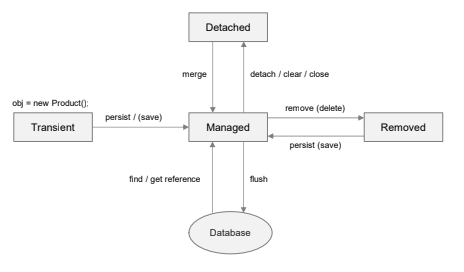 Detached
merge
detach / clear / close
obj = new Product();
persist / (save)
remove (delete)
Transient
Managed
Removed
persist (save)
find / get reference
flush
Database